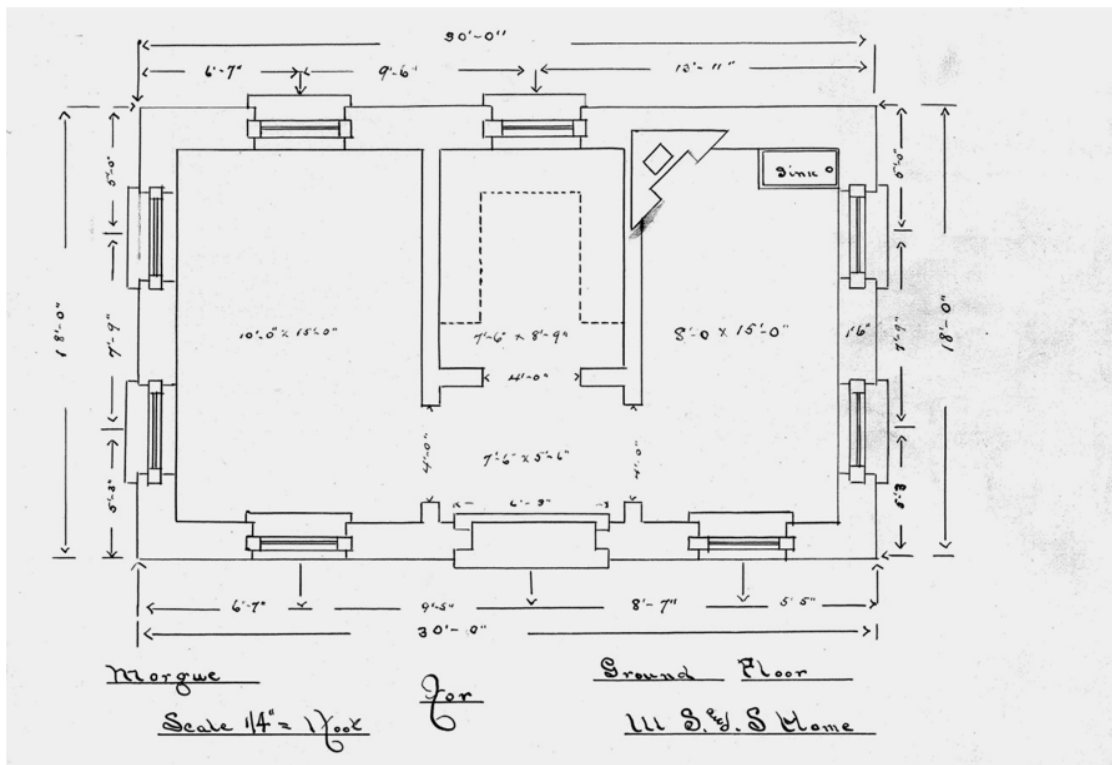 30'-0"
6'-7" 9'-6" 13'-11"
5'-0" 5'-0"
Sink
18'-0" 7'-9" 10'-0" x 15'-0" 7'-6" x 8'-9" 8'-0 x 15'-0" 1'6" 7'-9" 18'-0"
4'-0"
4'-0" 7'-6" x 5'-6" 4'-0"
5'-3" 6'-3" 5'-3
6'-7" 9'-5" 8'-7" 5'5"
30'-0"
Morgue For Ground Floor
Scale 1/4" = 1 Foot Ill S. & S Home